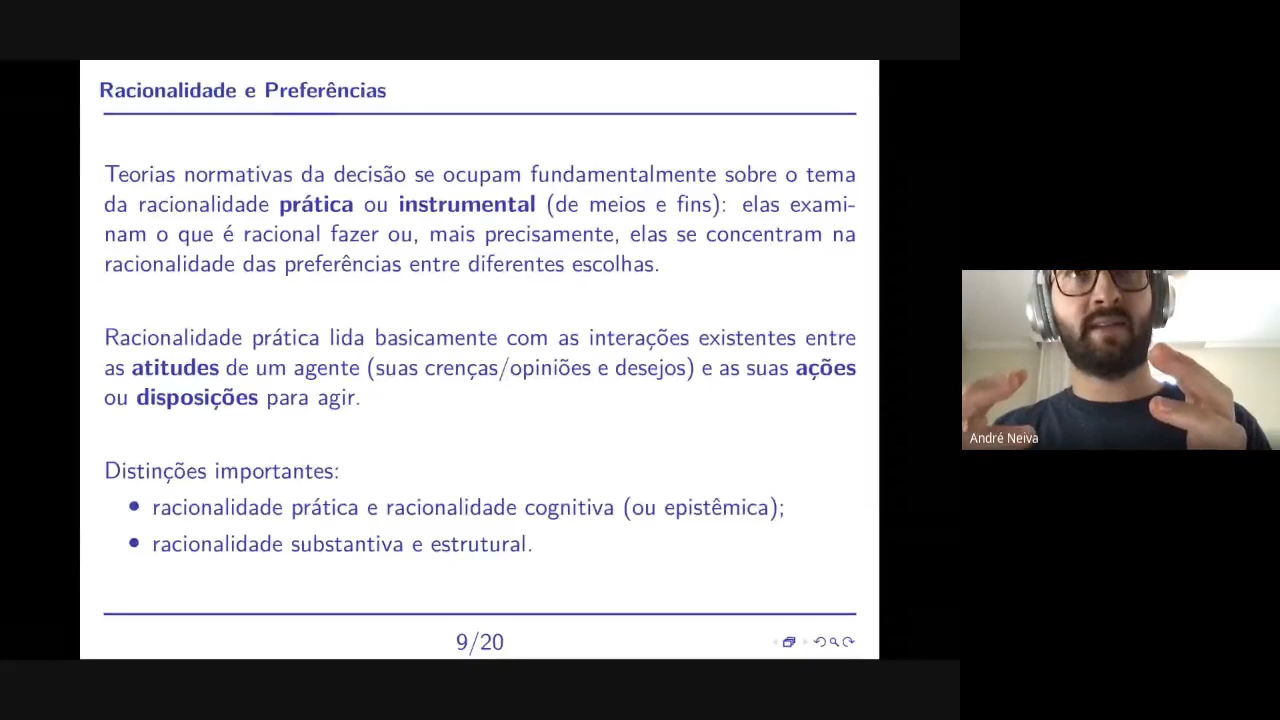 Racionalidade e Preferências
Teorias normativas da decisão se ocupam fundamentalmente sobre o tema
da racionalidade prática ou instrumental (de meios e fins): elas exami-
nam o que é racional fazer ou, mais precisamente, elas se concentram na
racionalidade das preferências entre diferentes escolhas.
Racionalidade prática lida basicamente com as interações existentes entre
as atitudes de um agente (suas crenças/opiniões e desejos) e as suas ações
ou disposições para agir.
Distinções importantes:
• racionalidade prática e racionalidade cognitiva (ou epistêmica);
• racionalidade substantiva e estrutural.
9/20
André Neiva